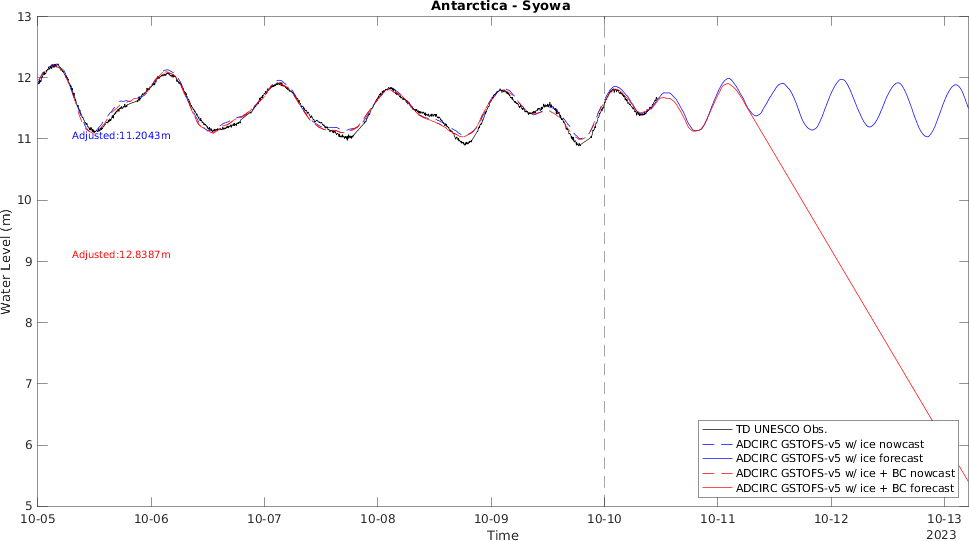 Antarctica - Syowa
13
12
11
10
9
8
7
6
5
Water Level (m)
Adjusted:11.2043m
Adjusted:12.8387m
TD UNESCO Obs.
ADCIRC GSTOFS-v5 w/ ice nowcast
ADCIRC GSTOFS-v5 w/ ice forecast
ADCIRC GSTOFS-v5 w/ ice + BC nowcast
ADCIRC GSTOFS-v5 w/ ice + BC forecast
10-05 10-06 10-07 10-08 10-09 10-10 10-11 10-12 10-13
Time
2023